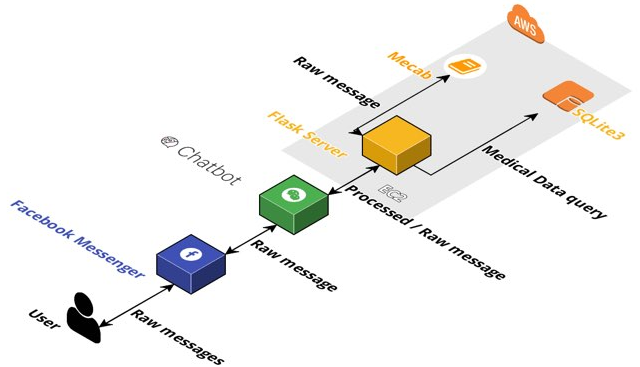 AWS
Mecab
Raw message
SQLite3
Flask Server
Medical Data query
Chatbot
EC2
Processed / Raw message
Facebook Messenger
f
Raw message
User
Raw messages